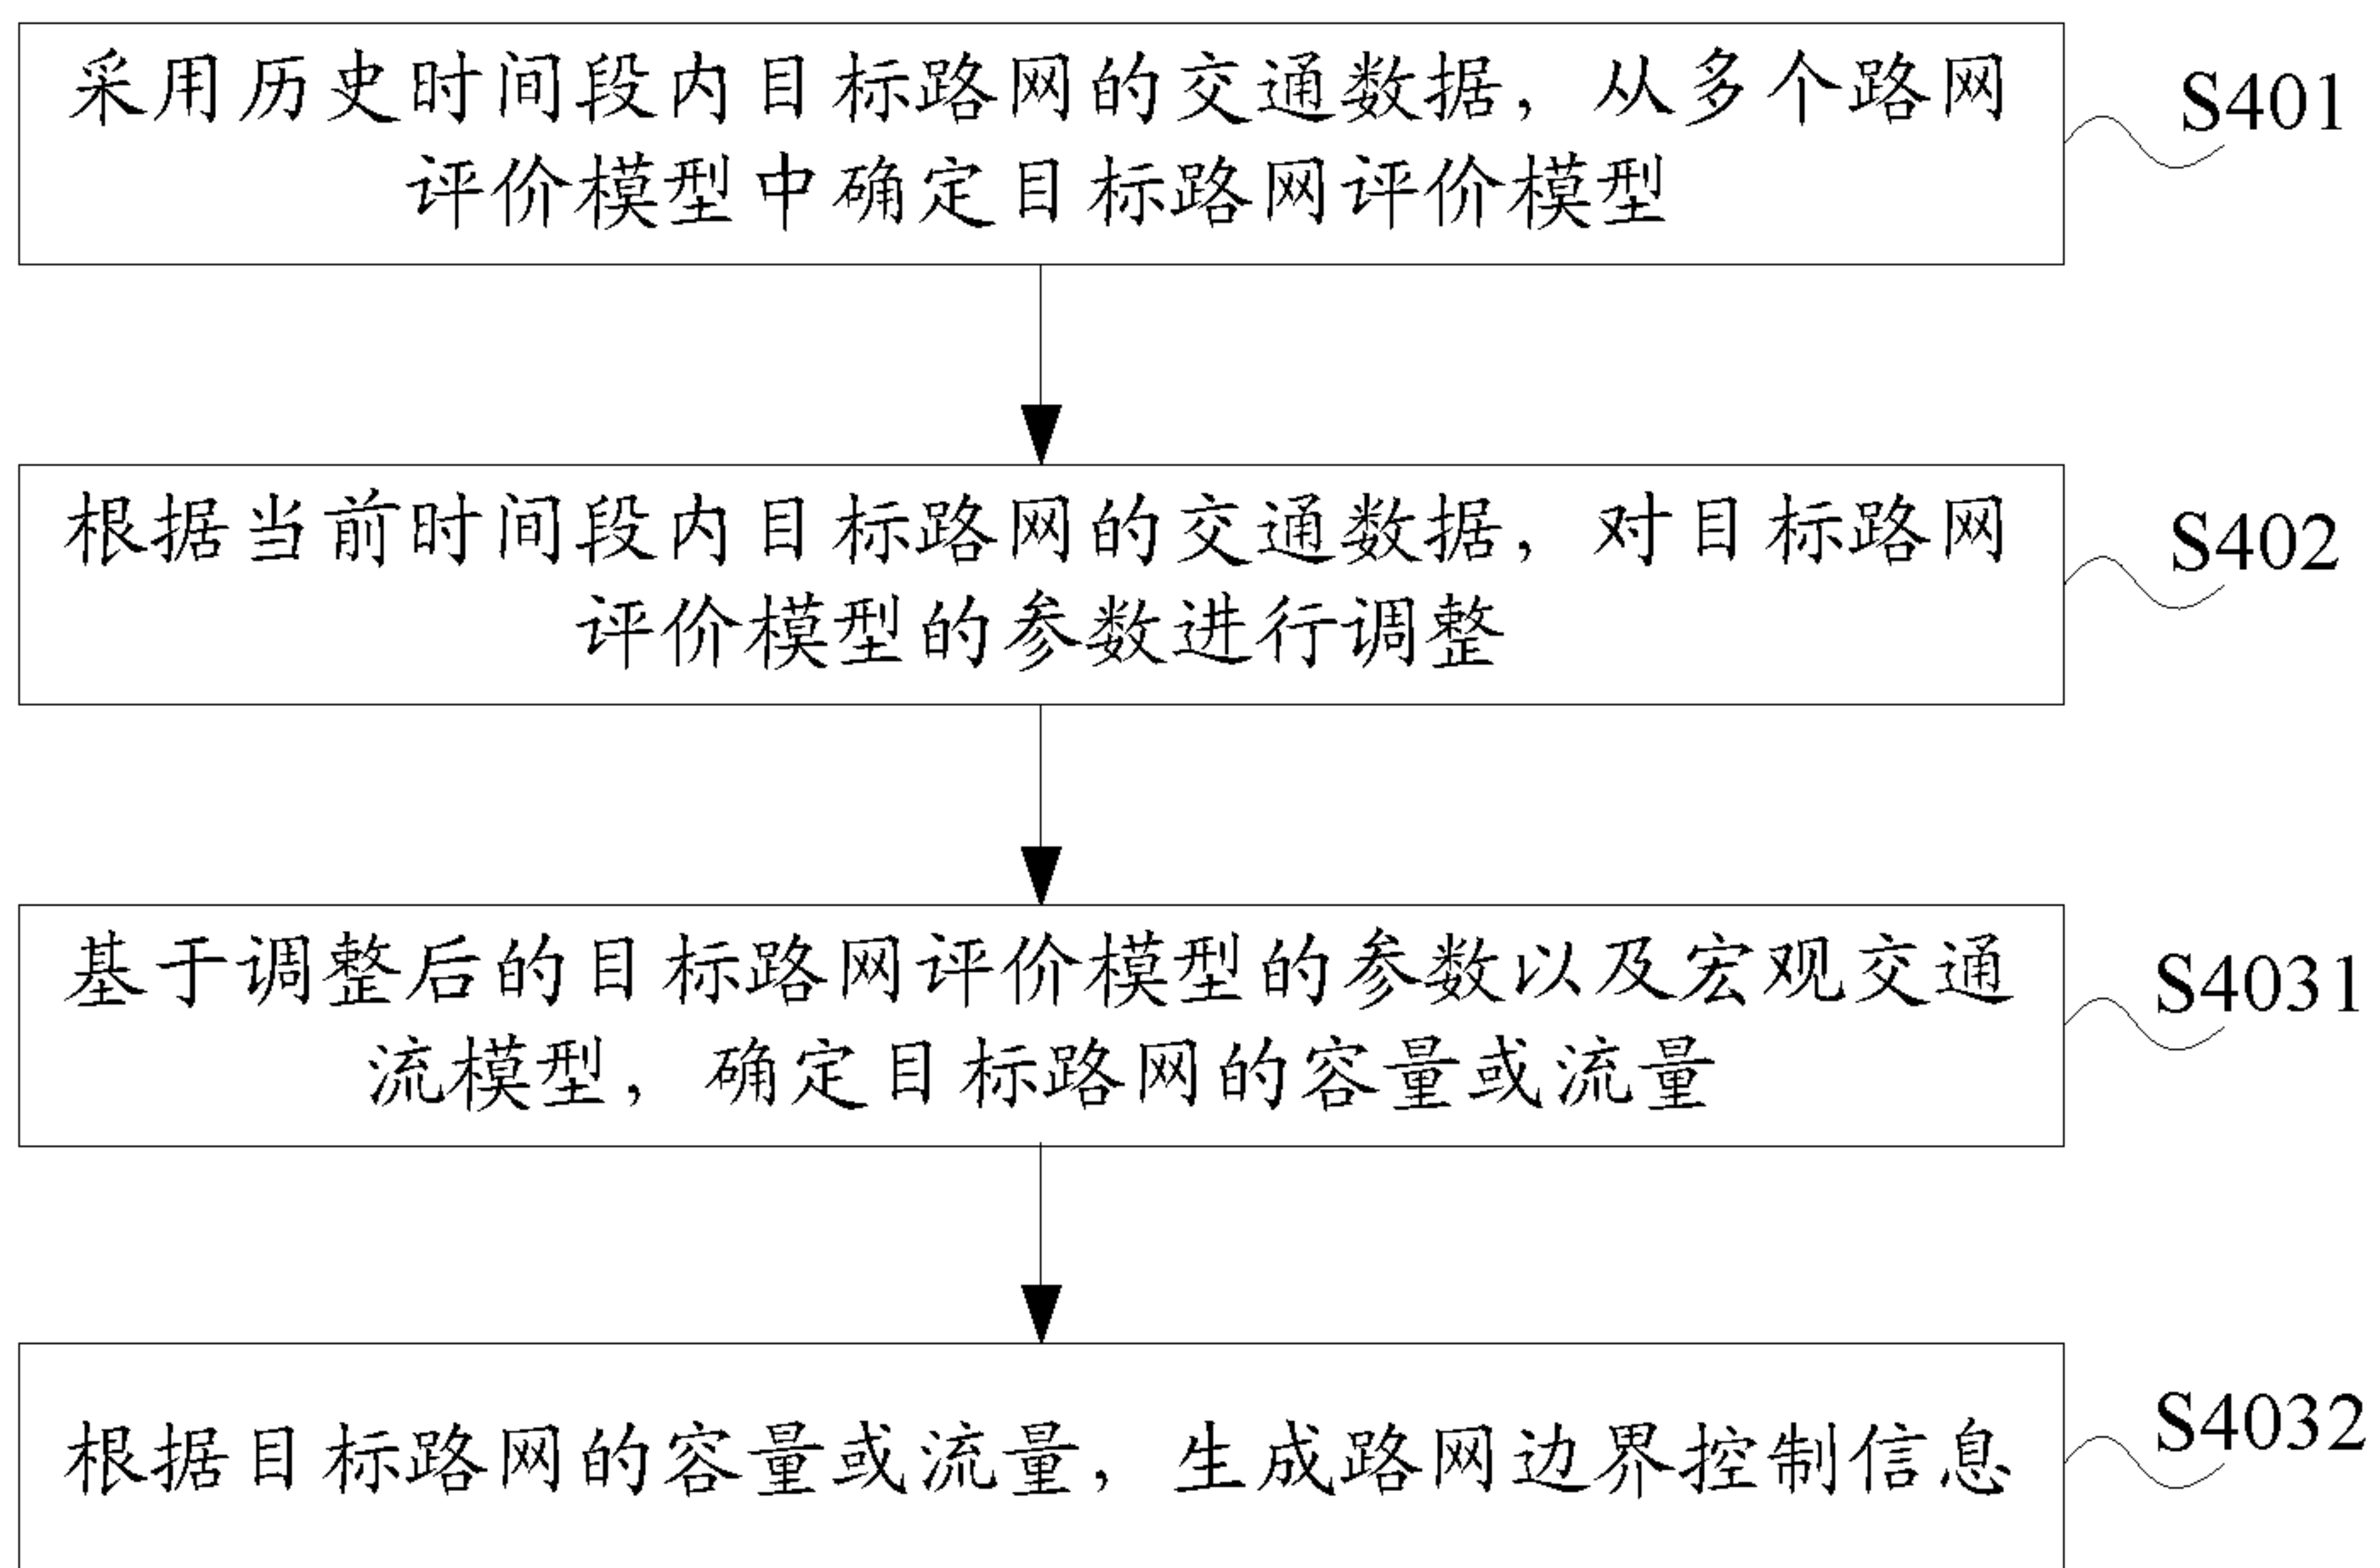 采用历史时间段内目标路网的交通数据，从多个路网
评价模型中确定目标路网评价模型
S401
根据当前时间段内目标路网的交通数据，对目标路网
评价模型的参数进行调整
S402
基于调整后的目标路网评价模型的参数以及宏观交通
流模型，确定目标路网的容量或流量
S4031
根据目标路网的容量或流量，生成路网边界控制信息
S4032